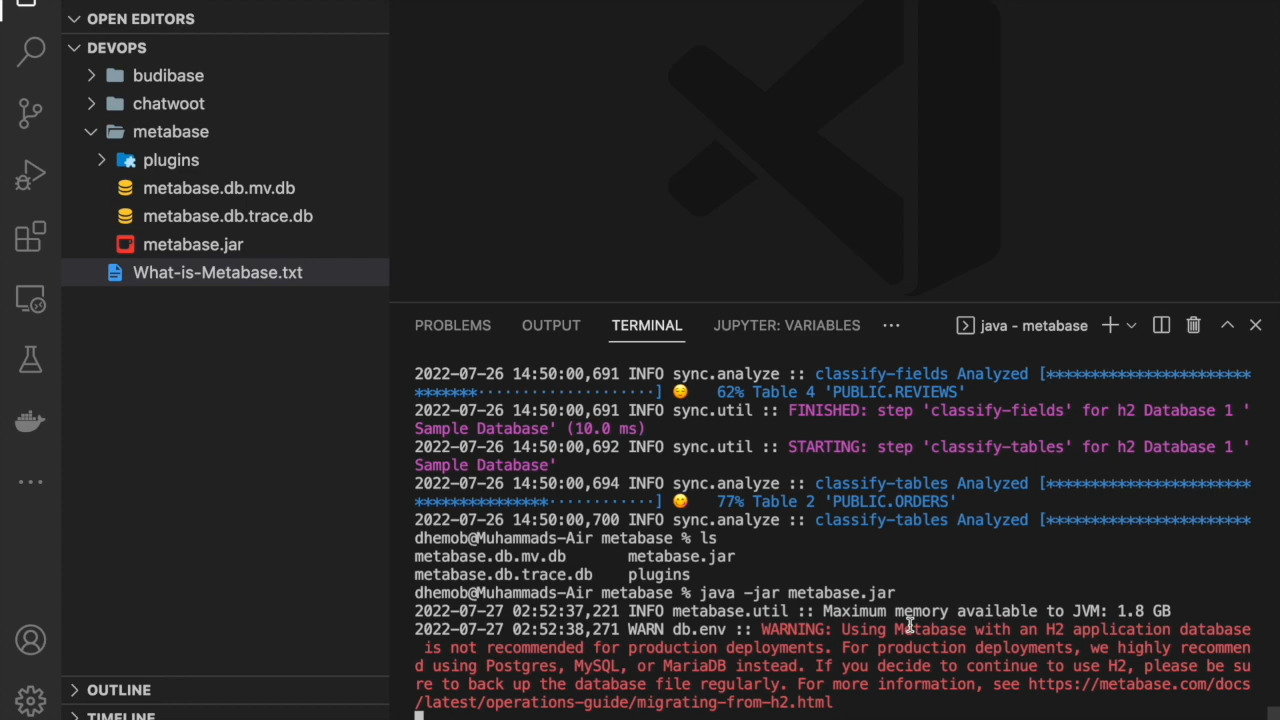 OPEN EDITORS
DEVOPS
budibase
chatwoot
metabase
plugins
metabase.db.mv.db
metabase.db.trace.db
metabase.jar
What-is-Metabase.txt
OUTLINE
TIMELINE
PROBLEMS OUTPUT TERMINAL JUPYTER: VARIABLES ··· java - metabase
2022-07-26 14:50:00,691 INFO sync.analyze :: classify-fields Analyzed [***********************
*******····················] 😊   62% Table 4 'PUBLIC.REVIEWS'
2022-07-26 14:50:00,691 INFO sync.util :: FINISHED: step 'classify-fields' for h2 Database 1 '
Sample Database' (10.0 ms)
2022-07-26 14:50:00,692 INFO sync.util :: STARTING: step 'classify-tables' for h2 Database 1 '
Sample Database'
2022-07-26 14:50:00,694 INFO sync.analyze :: classify-tables Analyzed [***********************
***************············] 😋   77% Table 2 'PUBLIC.ORDERS'
2022-07-26 14:50:00,700 INFO sync.analyze :: classify-tables Analyzed [***********************
dhemob@Muhammads-Air metabase % ls
metabase.db.mv.db metabase.jar
metabase.db.trace.db plugins
dhemob@Muhammads-Air metabase % java -jar metabase.jar
2022-07-27 02:52:37,221 INFO metabase.util :: Maximum memory available to JVM: 1.8 GB
2022-07-27 02:52:38,271 WARN db.env :: WARNING: Using Metabase with an H2 application database
is not recommended for production deployments. For production deployments, we highly recommen
d using Postgres, MySQL, or MariaDB instead. If you decide to continue to use H2, please be su
re to back up the database file regularly. For more information, see https://metabase.com/docs
/latest/operations-guide/migrating-from-h2.html